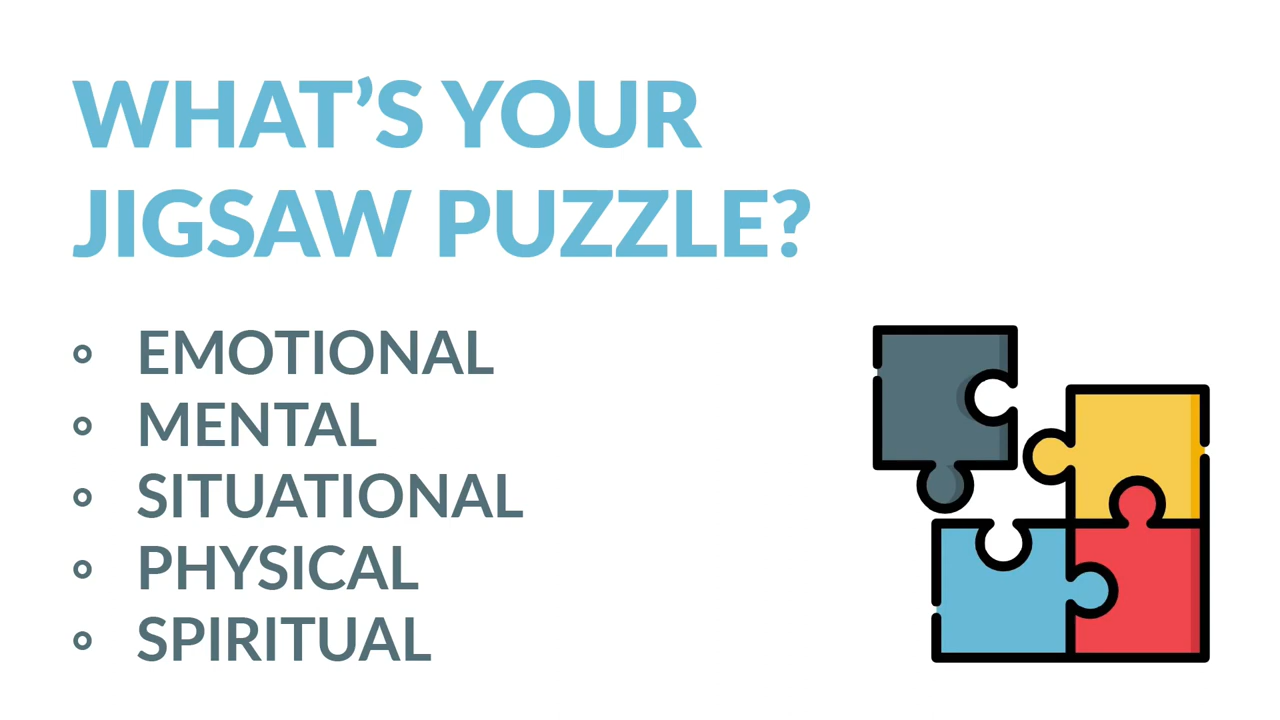 WHAT’S YOUR
JIGSAW PUZZLE?
EMOTIONAL
MENTAL
SITUATIONAL
PHYSICAL
SPIRITUAL